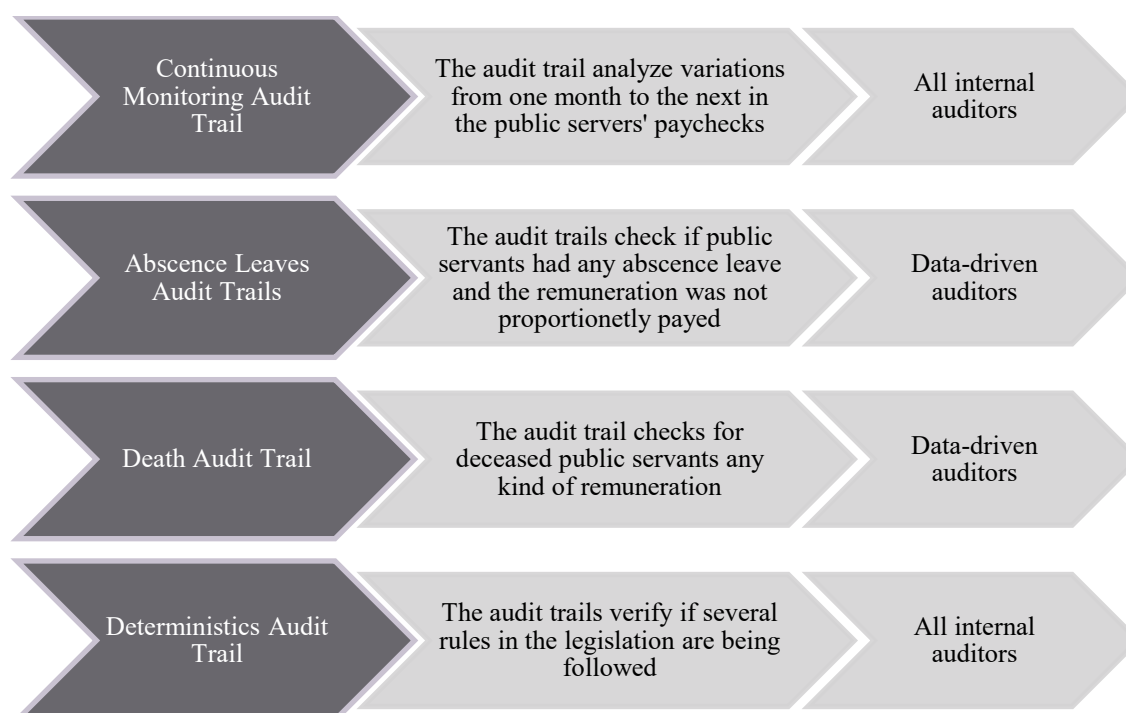 Continuous
Monitoring Audit
Trail
The audit trail analyze variations
from one month to the next in
the public servers' paychecks
All internal
auditors
Abscence Leaves
Audit Trails
The audit trails check if public
servants had any abscence leave
and the remuneration was not
proportionetly payed
Data-driven
auditors
Death Audit Trail
The audit trail checks for
deceased public servants any
kind of remuneration
Data-driven
auditors
Deterministics Audit
Trail
The audit trails verify if several
rules in the legislation are being
followed
All internal
auditors